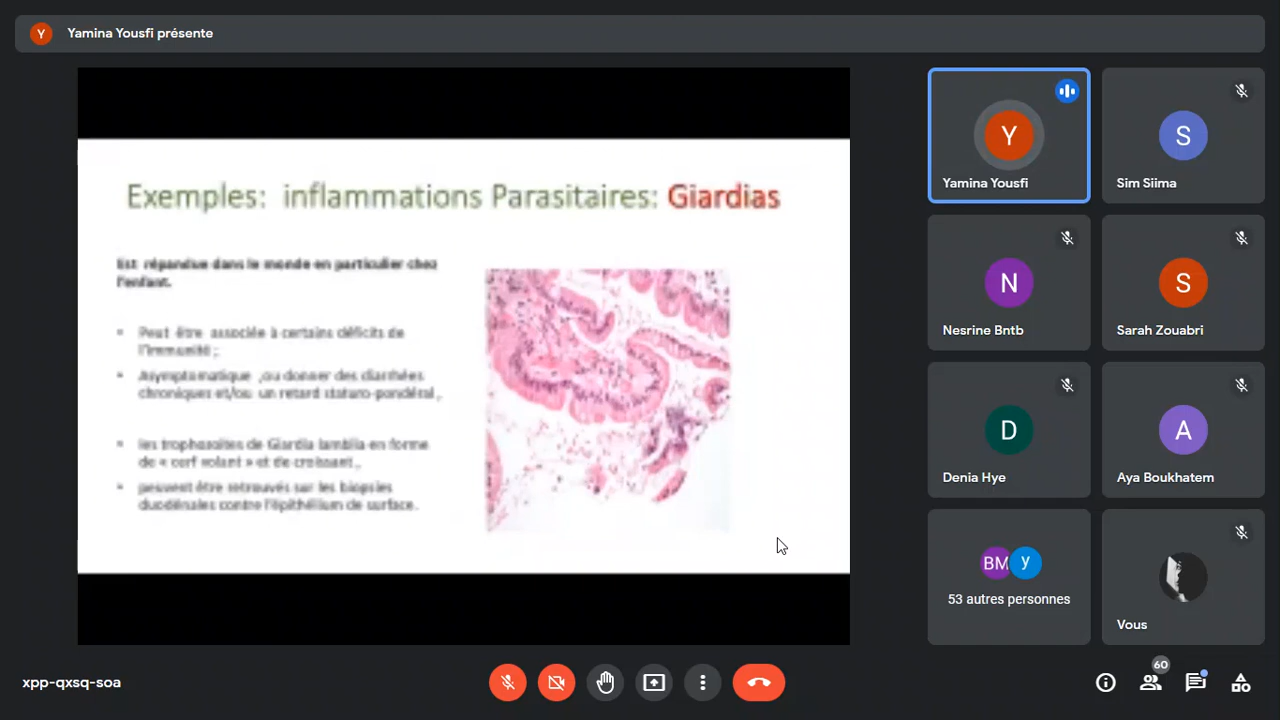 Y Yamina Yousfi présente
Exemples: inflammations Parasitaires: Giardias
Est répandue dans le monde en particulier chez
l'enfant.
• Peut être associée à certains déficits de
l'immunité ;
• Asymptomatique ,ou donner des diarrhées
chroniques et/ou un retard staturo-pondéral,
• les trophozoïtes de Giardia lamblia en forme
de « cerf volant » et de croissant,
• peuvent être retrouvés sur les biopsies
duodénales contre l'épithélium de surface.
Y
Yamina Yousfi
S
Sim Siima
N
Nesrine Bntb
S
Sarah Zouabri
D
Denia Hye
A
Aya Boukhatem
BM y
53 autres personnes
Vous
xpp-qxsq-soa
60